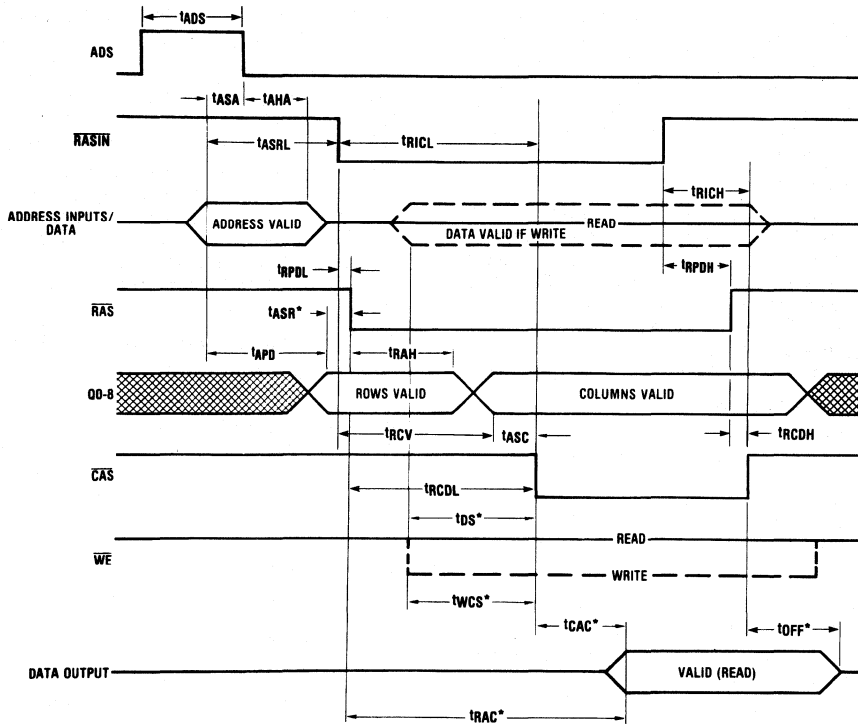 tADS
ADS
tASA tAHA
RASIN
tASRL tRICL
tRICH
ADDRESS INPUTS/
DATA
ADDRESS VALID
READ
DATA VALID IF WRITE
tRPDL
tRPDH
RAS
tASR*
tAPD tRAH
Q0-8
ROWS VALID COLUMNS VALID
tRCV tASC tRCDH
CAS
tRCDL
tDS*
READ
WE
WRITE
tWCS*
tCAC* tOFF*
DATA OUTPUT
VALID (READ)
tRAC*